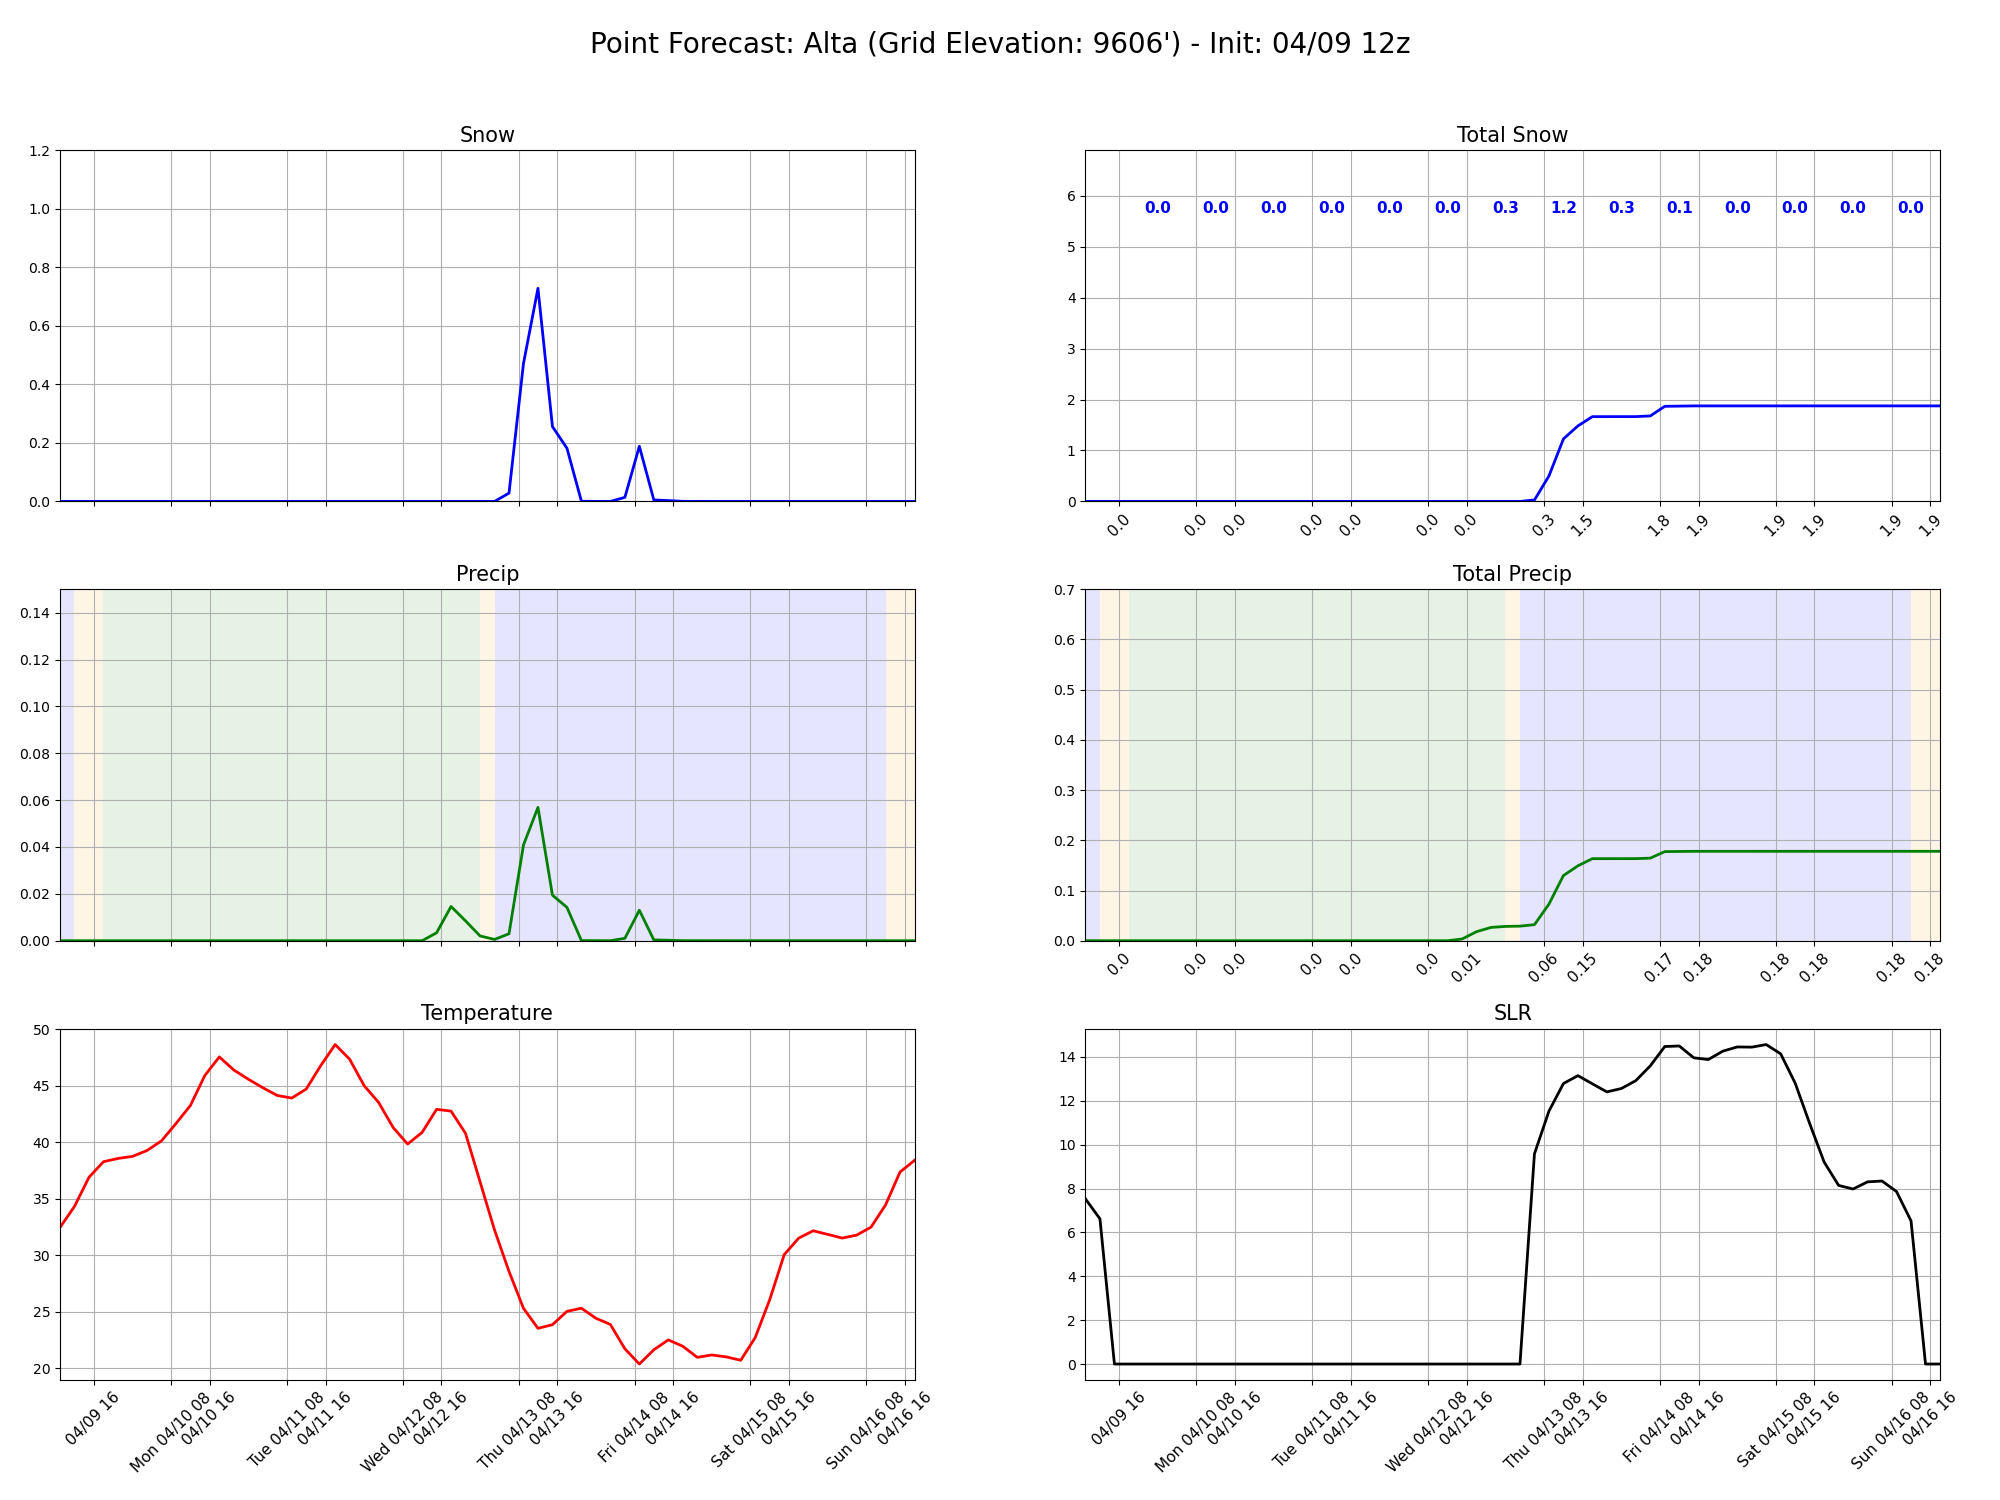 Point Forecast: Alta (Grid Elevation: 9606') - Init: 04/09 12z
Snow
1.2
1.0
0.8
0.6
0.4
0.2
0.0
Total Snow
6
5
4
3
2
1
0
0.0 0.0 0.0 0.0 0.0 0.0 0.3 1.2 0.3 0.1 0.0 0.0 0.0 0.0
0.0 0.0 0.0 0.0 0.0 0.0 0.0 0.3 1.5 1.8 1.9 1.9 1.9 1.9 1.9
Precip
0.14
0.12
0.10
0.08
0.06
0.04
0.02
0.00
Total Precip
0.7
0.6
0.5
0.4
0.3
0.2
0.1
0.0
0.0 0.0 0.0 0.0 0.0 0.0 0.01 0.06 0.15 0.17 0.18 0.18 0.18 0.18 0.18
Temperature
50
45
40
35
30
25
20
04/09 16
Mon 04/10 08
04/10 16
Tue 04/11 08
04/11 16
Wed 04/12 08
04/12 16
Thu 04/13 08
04/13 16
Fri 04/14 08
04/14 16
Sat 04/15 08
04/15 16
Sun 04/16 08
04/16 16
SLR
14
12
10
8
6
4
2
0
04/09 16
Mon 04/10 08
04/10 16
Tue 04/11 08
04/11 16
Wed 04/12 08
04/12 16
Thu 04/13 08
04/13 16
Fri 04/14 08
04/14 16
Sat 04/15 08
04/15 16
Sun 04/16 08
04/16 16